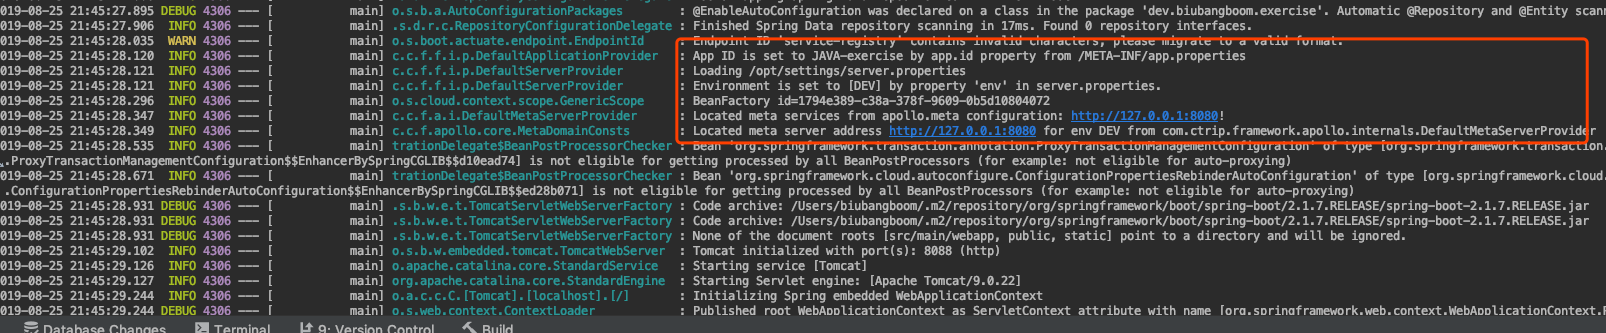 019-08-25 21:45:27.895 DEBUG 4306 --- [           main] o.s.b.a.AutoConfigurationPackages        : @EnableAutoConfiguration was declared on a class in the package 'dev.biubangboom.exercise'. Automatic @Repository and @Entity scann
019-08-25 21:45:27.906  INFO 4306 --- [           main] .s.d.r.c.RepositoryConfigurationDelegate : Finished Spring Data repository scanning in 17ms. Found 0 repository interfaces.
019-08-25 21:45:28.035  WARN 4306 --- [           main] o.s.boot.actuate.endpoint.EndpointId     : Endpoint ID 'service-registry' contains invalid characters, please migrate to a valid format.
019-08-25 21:45:28.120  INFO 4306 --- [           main] c.c.f.f.i.p.DefaultApplicationProvider   : App ID is set to JAVA-exercise by app.id property from /META-INF/app.properties
019-08-25 21:45:28.121  INFO 4306 --- [           main] c.c.f.f.i.p.DefaultServerProvider        : Loading /opt/settings/server.properties
019-08-25 21:45:28.121  INFO 4306 --- [           main] c.c.f.f.i.p.DefaultServerProvider        : Environment is set to [DEV] by property 'env' in server.properties.
019-08-25 21:45:28.296  INFO 4306 --- [           main] o.s.cloud.context.scope.GenericScope     : BeanFactory id=1794e389-c38a-378f-9609-0b5d10804072
019-08-25 21:45:28.347  INFO 4306 --- [           main] c.c.f.a.i.DefaultMetaServerProvider      : Located meta services from apollo.meta configuration: http://127.0.0.1:8080!
019-08-25 21:45:28.349  INFO 4306 --- [           main] c.c.f.apollo.core.MetaDomainConsts       : Located meta server address http://127.0.0.1:8080 for env DEV from com.ctrip.framework.apollo.internals.DefaultMetaServerProvider
019-08-25 21:45:28.535  INFO 4306 --- [           main] trationDelegate$BeanPostProcessorChecker : Bean 'org.springframework.transaction.annotation.ProxyTransactionManagementConfiguration' of type [org.springframework.transaction.
.ProxyTransactionManagementConfiguration$$EnhancerBySpringCGLIB$$d10ead74] is not eligible for getting processed by all BeanPostProcessors (for example: not eligible for auto-proxying)
019-08-25 21:45:28.671  INFO 4306 --- [           main] trationDelegate$BeanPostProcessorChecker : Bean 'org.springframework.cloud.autoconfigure.ConfigurationPropertiesRebinderAutoConfiguration' of type [org.springframework.cloud.
.ConfigurationPropertiesRebinderAutoConfiguration$$EnhancerBySpringCGLIB$$ed28b071] is not eligible for getting processed by all BeanPostProcessors (for example: not eligible for auto-proxying)
019-08-25 21:45:28.931 DEBUG 4306 --- [           main] .s.b.w.e.t.TomcatServletWebServerFactory : Code archive: /Users/biubangboom/.m2/repository/org/springframework/boot/spring-boot/2.1.7.RELEASE/spring-boot-2.1.7.RELEASE.jar
019-08-25 21:45:28.931 DEBUG 4306 --- [           main] .s.b.w.e.t.TomcatServletWebServerFactory : Code archive: /Users/biubangboom/.m2/repository/org/springframework/boot/spring-boot/2.1.7.RELEASE/spring-boot-2.1.7.RELEASE.jar
019-08-25 21:45:28.931 DEBUG 4306 --- [           main] .s.b.w.e.t.TomcatServletWebServerFactory : None of the document roots [src/main/webapp, public, static] point to a directory and will be ignored.
019-08-25 21:45:29.102  INFO 4306 --- [           main] o.s.b.w.embedded.tomcat.TomcatWebServer  : Tomcat initialized with port(s): 8088 (http)
019-08-25 21:45:29.126  INFO 4306 --- [           main] o.apache.catalina.core.StandardService   : Starting service [Tomcat]
019-08-25 21:45:29.127  INFO 4306 --- [           main] org.apache.catalina.core.StandardEngine  : Starting Servlet engine: [Apache Tomcat/9.0.22]
019-08-25 21:45:29.244  INFO 4306 --- [           main] o.a.c.c.C.[Tomcat].[localhost].[/]       : Initializing Spring embedded WebApplicationContext
019-08-25 21:45:29.244 DEBUG 4306 --- [           main] o.s.web.context.ContextLoader            : Published root WebApplicationContext as ServletContext attribute with name [org.springframework.web.context.WebApplicationContext.R
Database Changes  Terminal  9: Version Control  Build